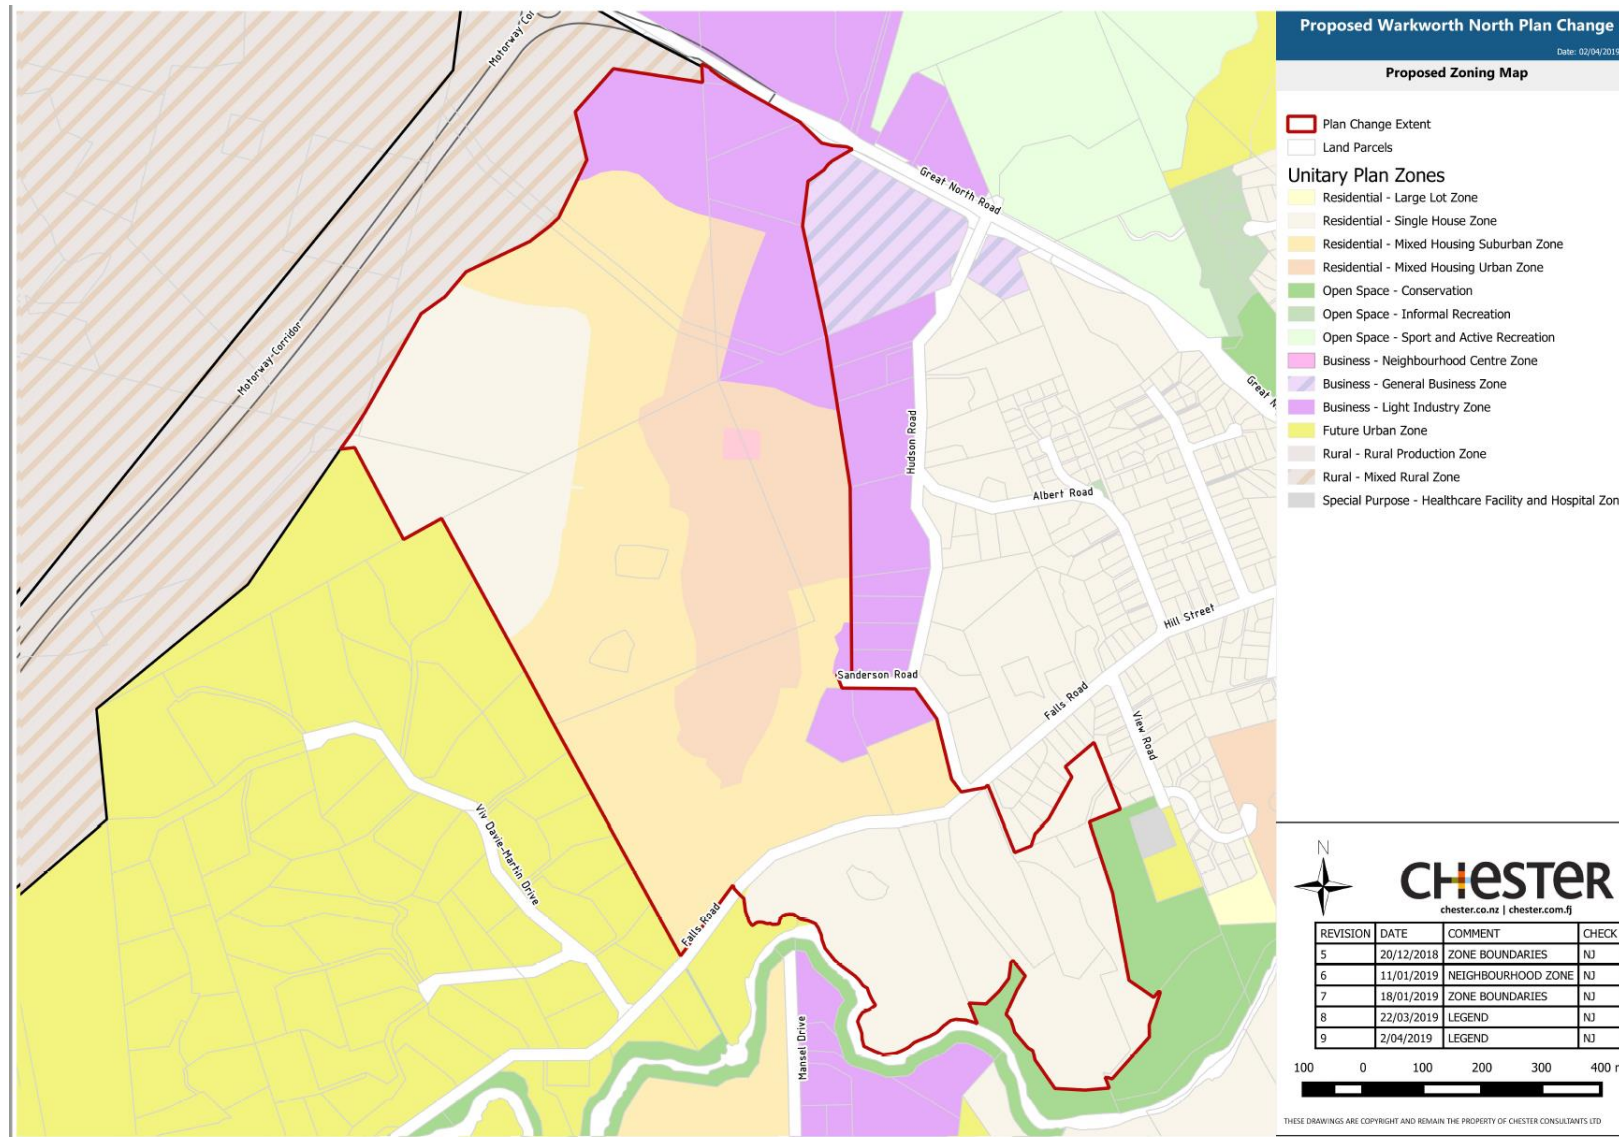 Proposed Warkworth North Plan Change
Date: 02/04/2019
Proposed Zoning Map
Plan Change Extent
Land Parcels
Unitary Plan Zones
Residential - Large Lot Zone
Residential - Single House Zone
Residential - Mixed Housing Suburban Zone
Residential - Mixed Housing Urban Zone
Open Space - Conservation
Open Space - Informal Recreation
Open Space - Sport and Active Recreation
Business - Neighbourhood Centre Zone
Business - General Business Zone
Business - Light Industry Zone
Future Urban Zone
Rural - Rural Production Zone
Rural - Mixed Rural Zone
Special Purpose - Healthcare Facility and Hospital Zon
Motorway Cor
Motorway-Corridor
Great North Road
Great N
Hudson Road
Albert Road
Hill Street
Sanderson Road
Falls Road
View Road
Viv Davie-Martin Drive
Falls Road
Mansel Drive
N
CHESTER
chester.co.nz | chester.com.fj
REVISION DATE COMMENT CHECK
5 20/12/2018 ZONE BOUNDARIES NJ
6 11/01/2019 NEIGHBOURHOOD ZONE NJ
7 18/01/2019 ZONE BOUNDARIES NJ
8 22/03/2019 LEGEND NJ
9 2/04/2019 LEGEND NJ
100 0 100 200 300 400 m
THESE DRAWINGS ARE COPYRIGHT AND REMAIN THE PROPERTY OF CHESTER CONSULTANTS LTD